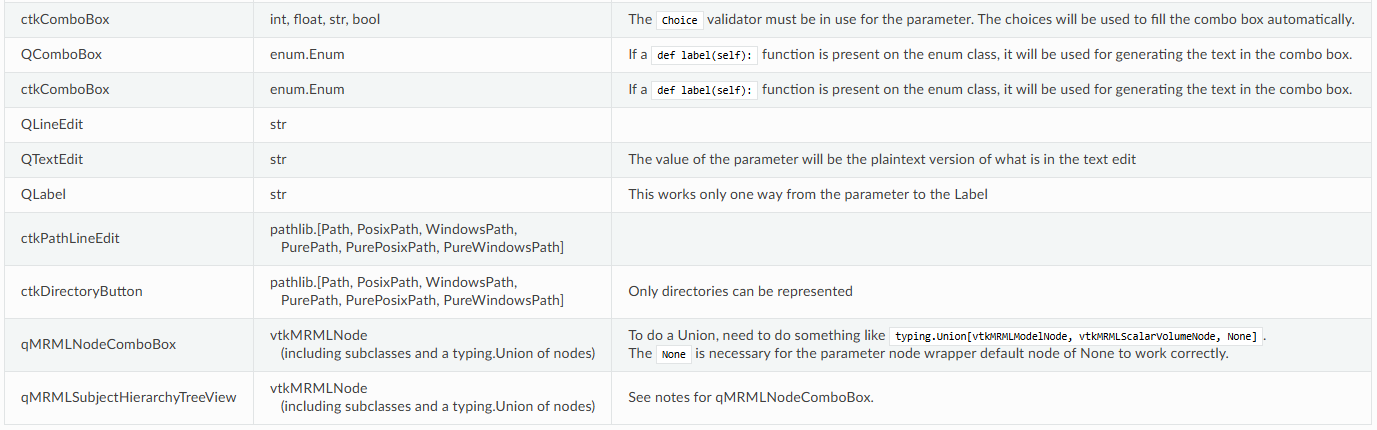 ctkComboBox int, float, str, bool The Choice validator must be in use for the parameter. The choices will be used to fill the combo box automatically.
QComboBox enum.Enum If a def label(self): function is present on the enum class, it will be used for generating the text in the combo box.
ctkComboBox enum.Enum If a def label(self): function is present on the enum class, it will be used for generating the text in the combo box.
QLineEdit str
QTextEdit str The value of the parameter will be the plaintext version of what is in the text edit
QLabel str This works only one way from the parameter to the Label
ctkPathLineEdit pathlib.[Path, PosixPath, WindowsPath,
PurePath, PurePosixPath, PureWindowsPath]
ctkDirectoryButton pathlib.[Path, PosixPath, WindowsPath,
PurePath, PurePosixPath, PureWindowsPath] Only directories can be represented
qMRMLNodeComboBox vtkMRMLNode
(including subclasses and a typing.Union of nodes) To do a Union, need to do something like typing.Union[vtkMRMLModelNode, vtkMRMLScalarVolumeNode, None].
The None is necessary for the parameter node wrapper default node of None to work correctly.
qMRMLSubjectHierarchyTreeView vtkMRMLNode
(including subclasses and a typing.Union of nodes) See notes for qMRMLNodeComboBox.